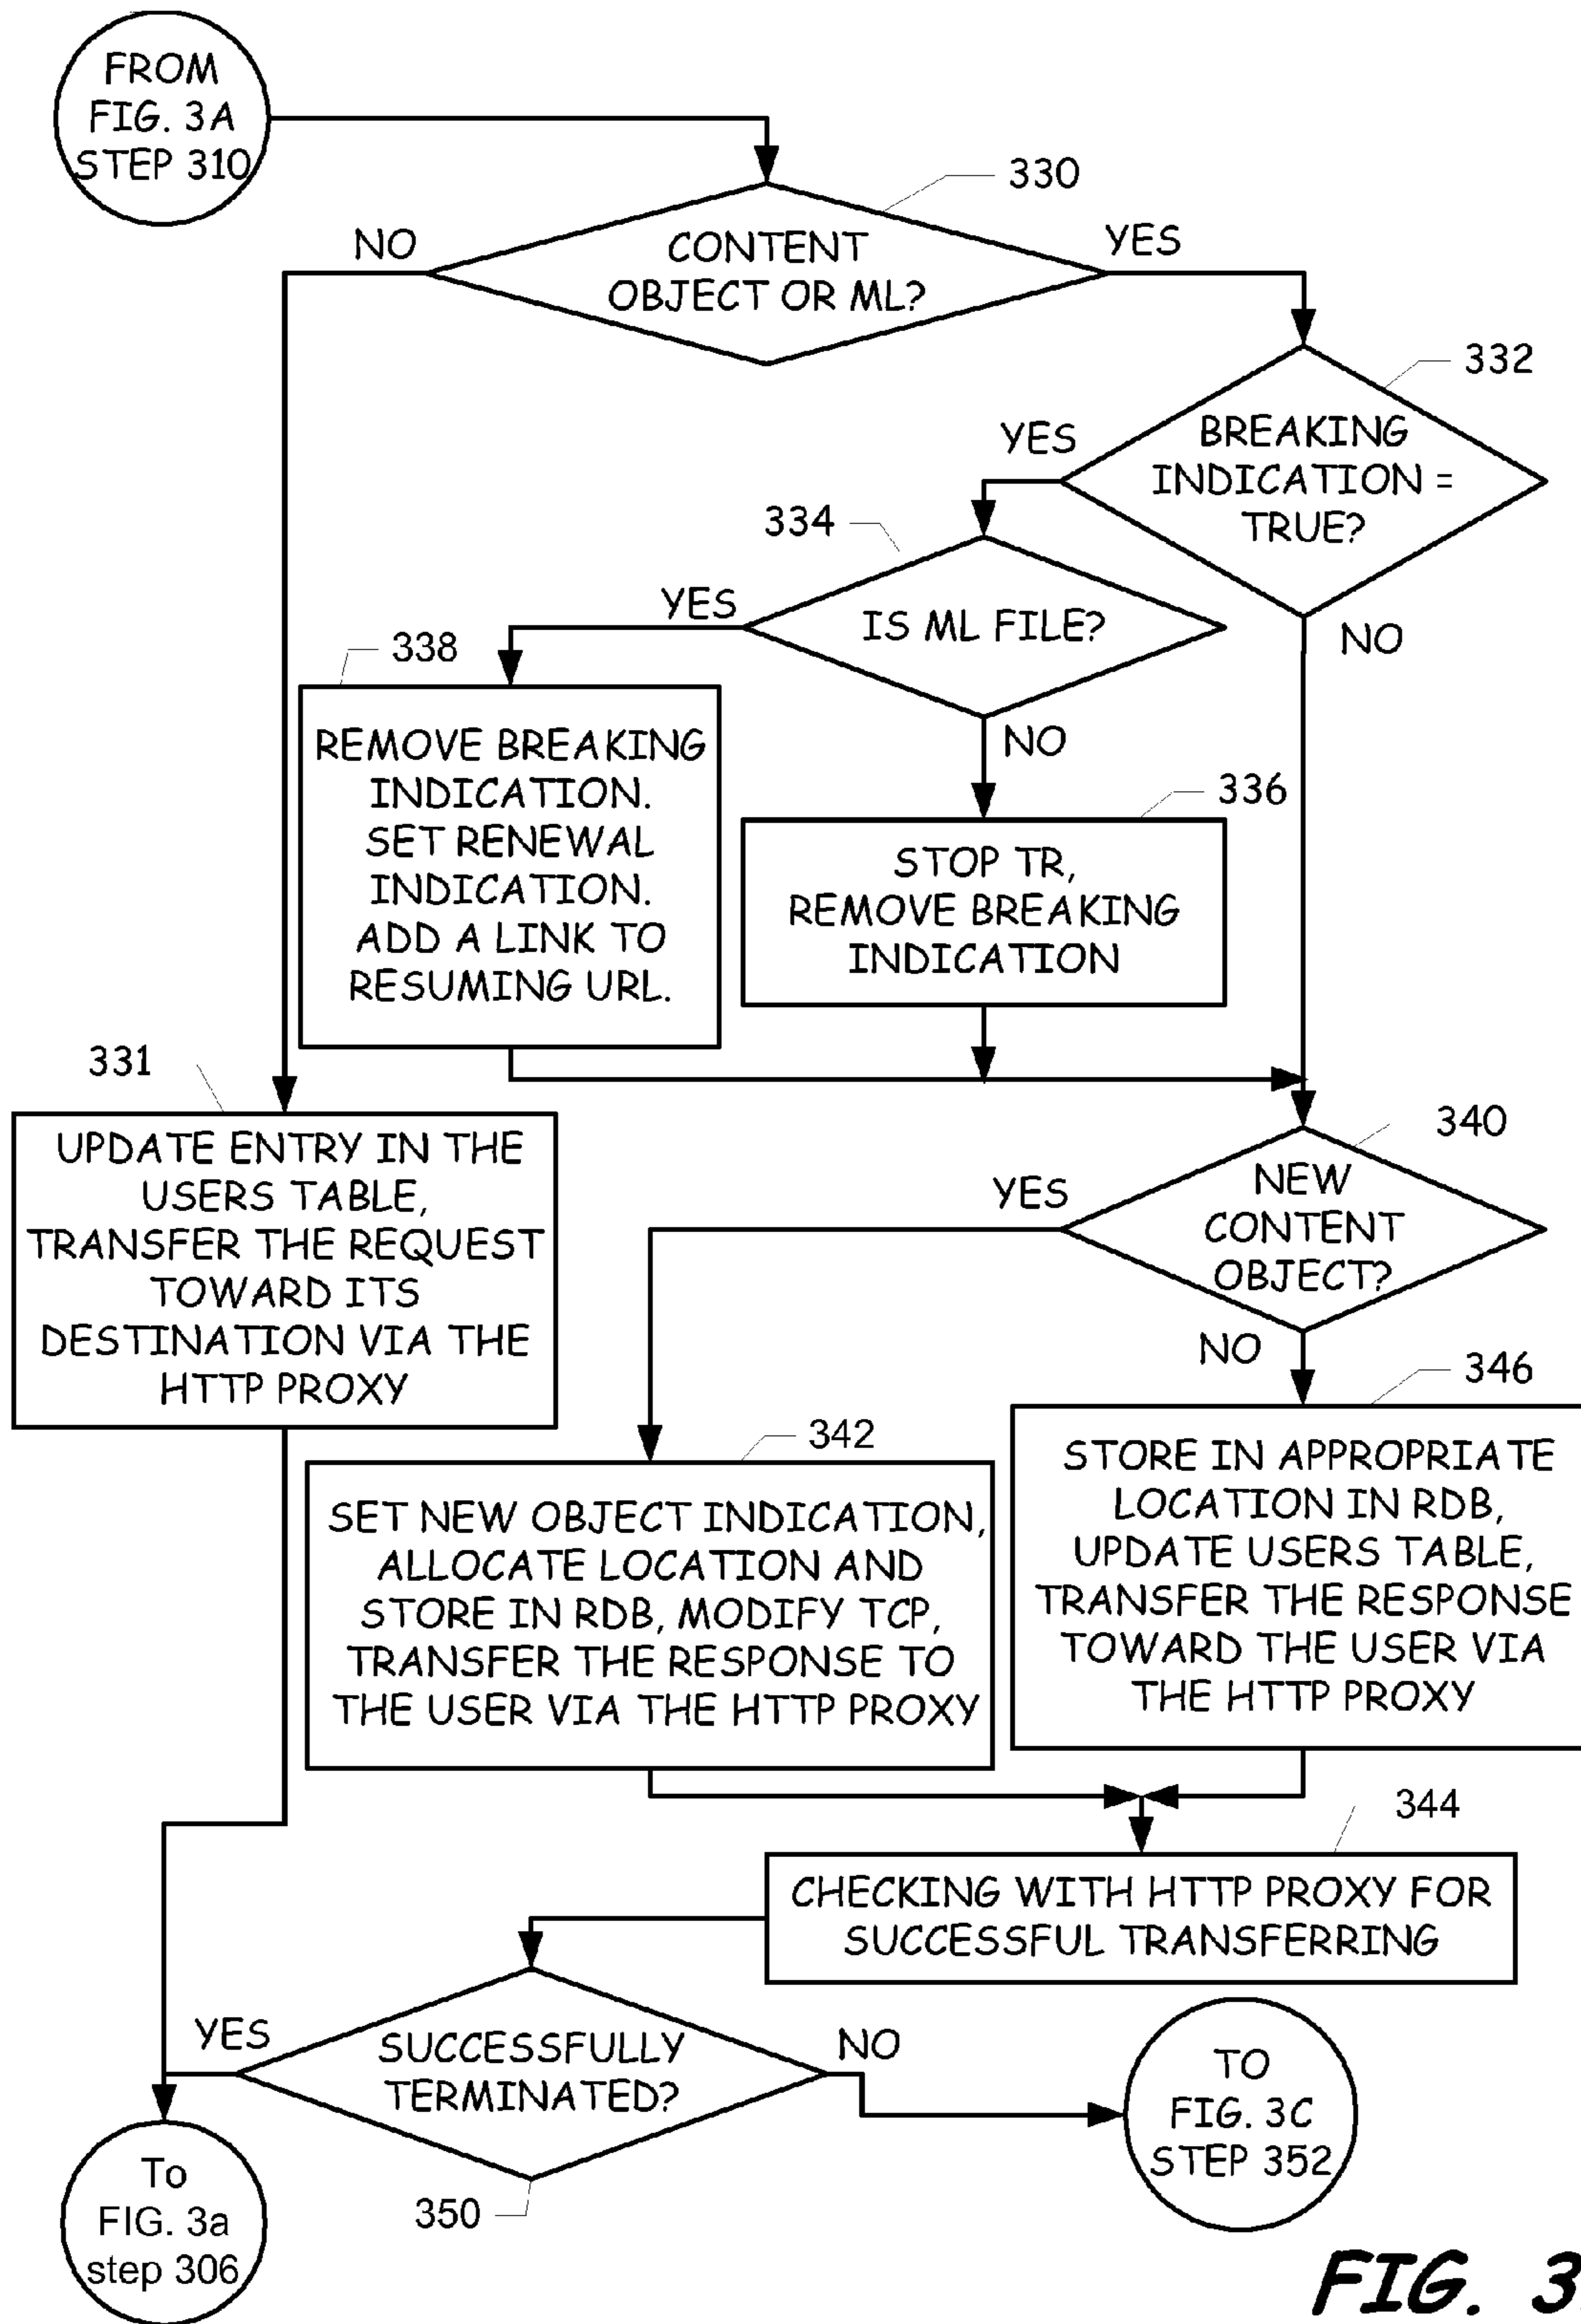 FROM
FIG. 3A
STEP 310
330
NO
CONTENT
OBJECT OR ML?
YES
332
BREAKING
INDICATION =
TRUE?
YES
NO
334
IS ML FILE?
YES
NO
338
REMOVE BREAKING
INDICATION.
SET RENEWAL
INDICATION.
ADD A LINK TO
RESUMING URL.
336
STOP TR,
REMOVE BREAKING
INDICATION
331
UPDATE ENTRY IN THE
USERS TABLE,
TRANSFER THE REQUEST
TOWARD ITS
DESTINATION VIA THE
HTTP PROXY
340
YES
NEW
CONTENT
OBJECT?
NO
342
SET NEW OBJECT INDICATION,
ALLOCATE LOCATION AND
STORE IN RDB, MODIFY TCP,
TRANSFER THE RESPONSE TO
THE USER VIA THE HTTP PROXY
346
STORE IN APPROPRIATE
LOCATION IN RDB,
UPDATE USERS TABLE,
TRANSFER THE RESPONSE
TOWARD THE USER VIA
THE HTTP PROXY
344
CHECKING WITH HTTP PROXY FOR
SUCCESSFUL TRANSFERRING
YES
SUCCESSFULLY
TERMINATED?
NO
350
To
FIG. 3a
step 306
TO
FIG. 3C
STEP 352
FIG. 3